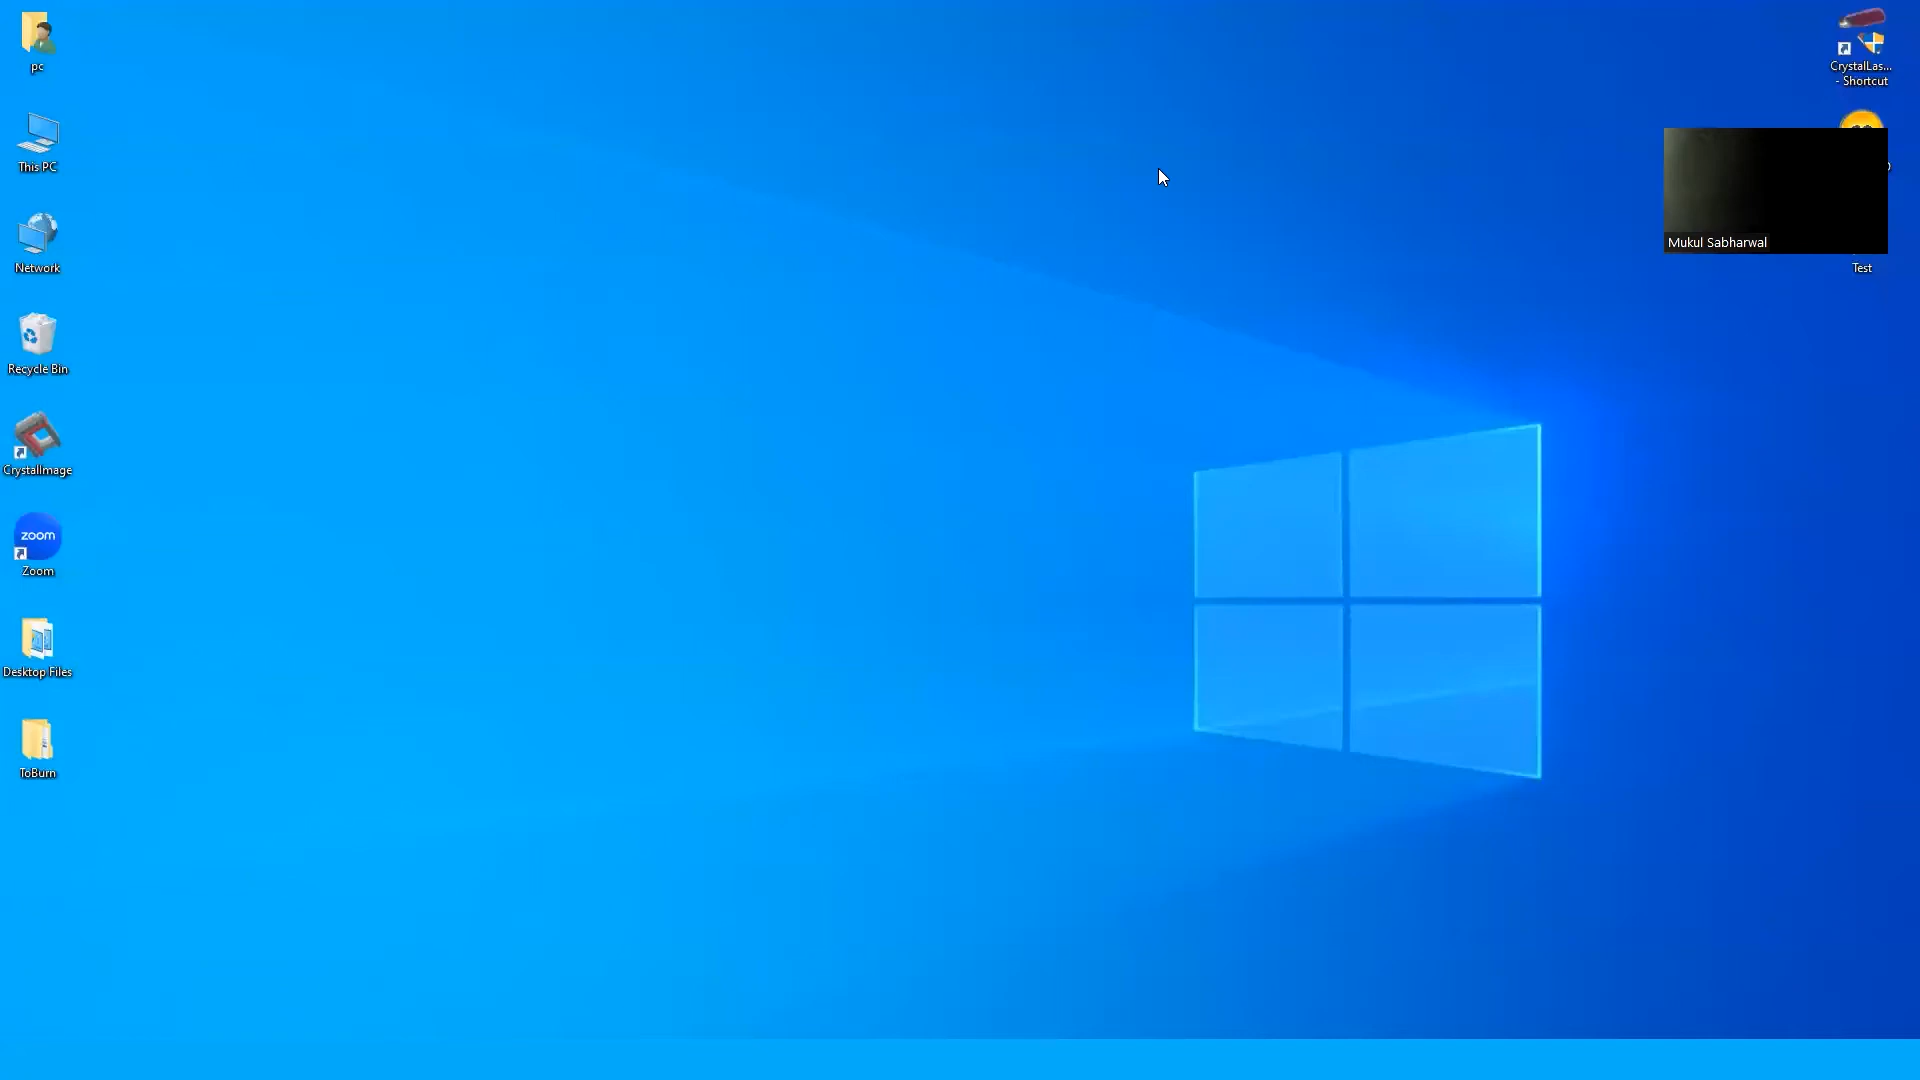 pc
This PC
Network
Recycle Bin
CrystalImage
zoom
Zoom
Desktop Files
ToBurn
CrystalLas...
- Shortcut
Mukul Sabharwal
Test